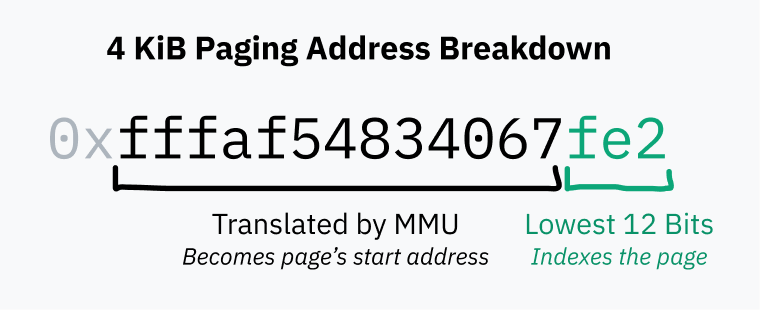 4 KiB Paging Address Breakdown
0xfffaf54834067fe2
Translated by MMU
Becomes page’s start address
Lowest 12 Bits
Indexes the page